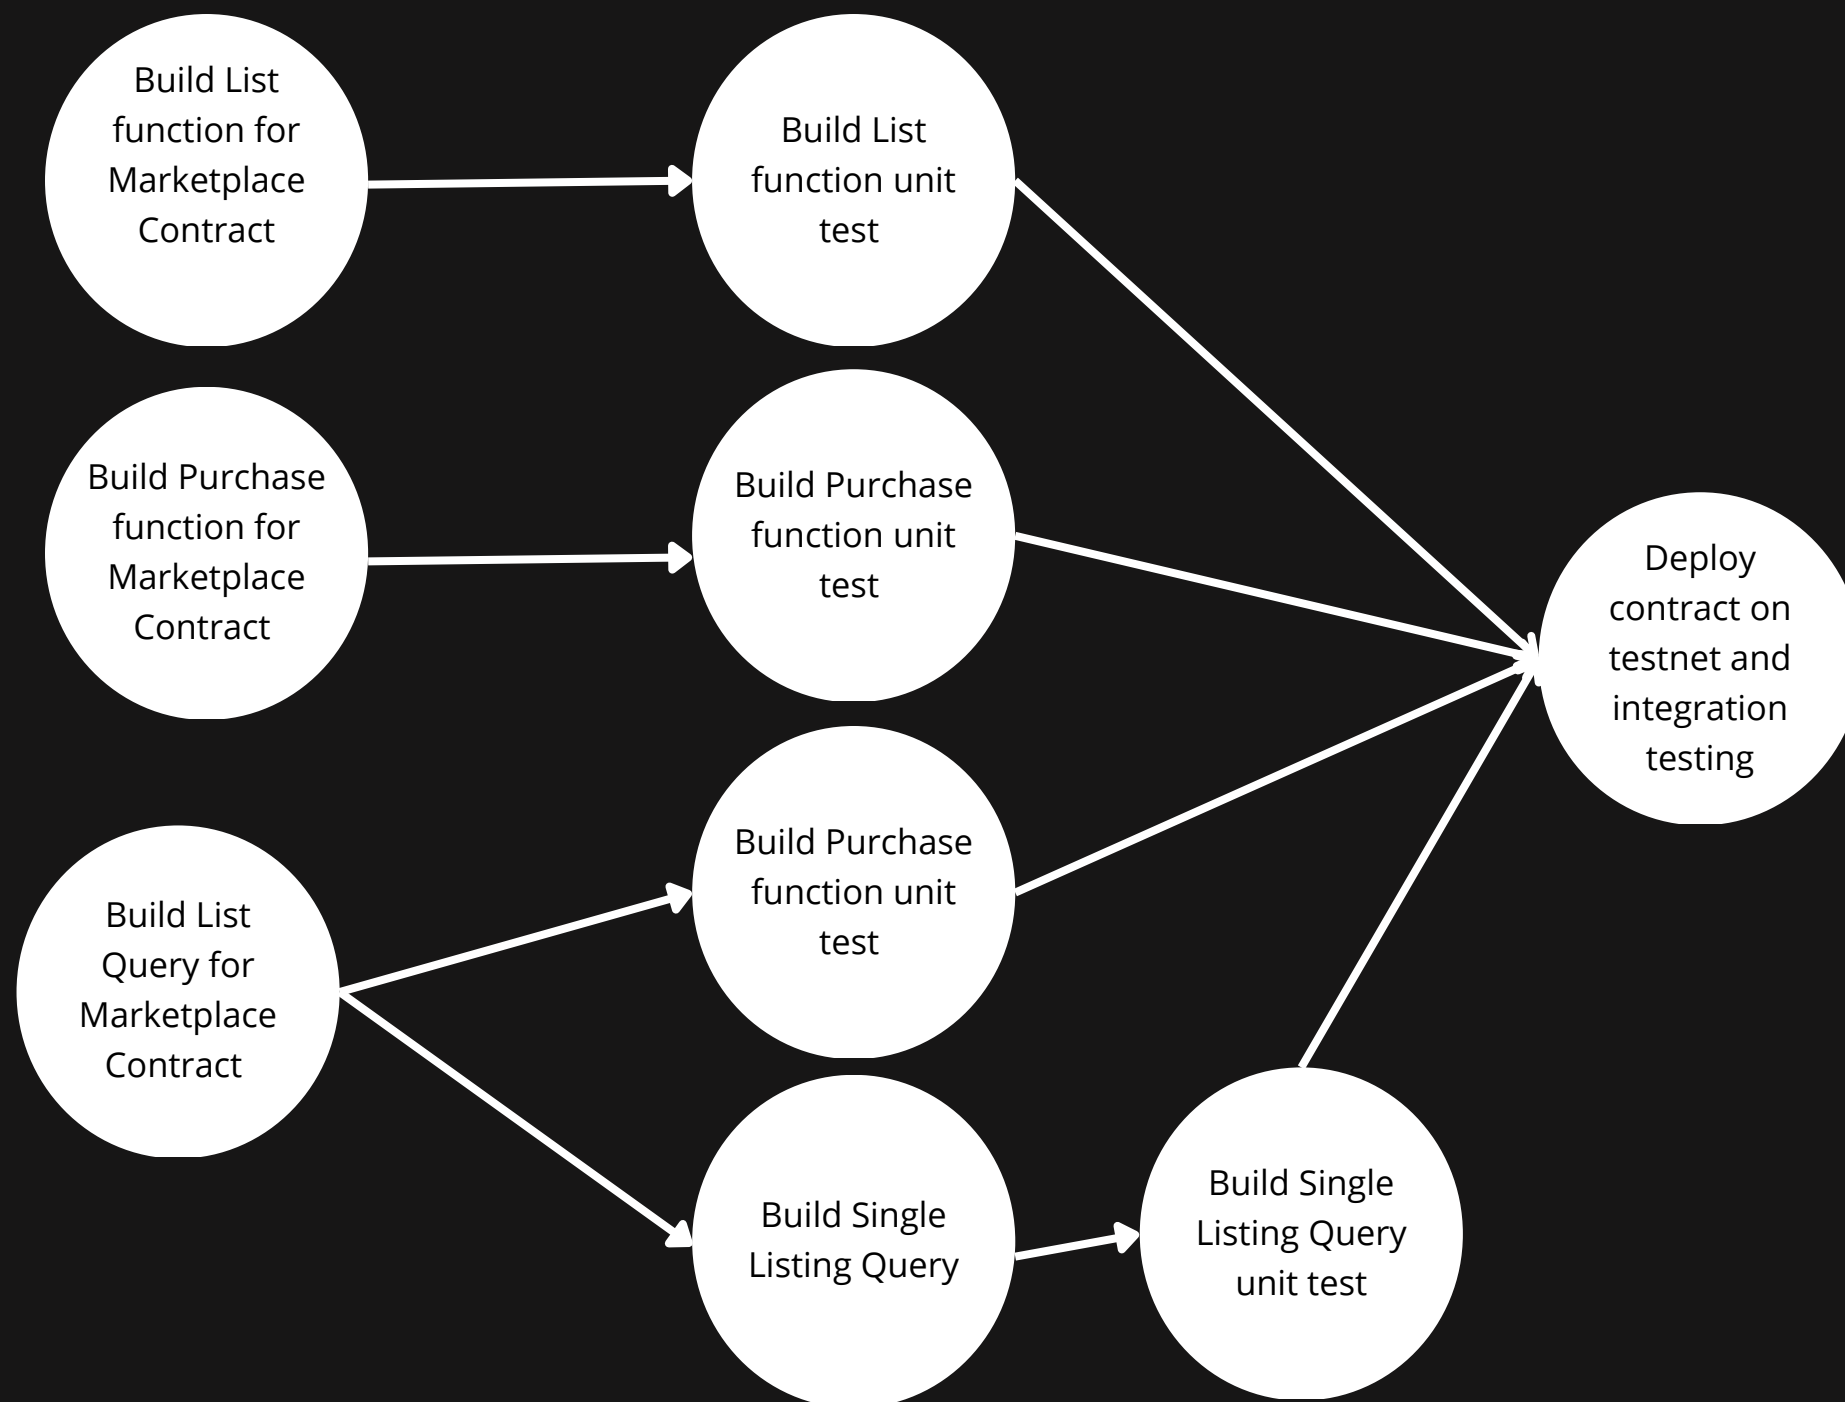 Build List
function for
Marketplace
Contract
Build List
function unit
test
Build Purchase
function for
Marketplace
Contract
Build Purchase
function unit
test
Deploy
contract on
testnet and
integration
testing
Build List
Query for
Marketplace
Contract
Build Purchase
function unit
test
Build Single
Listing Query
Build Single
Listing Query
unit test